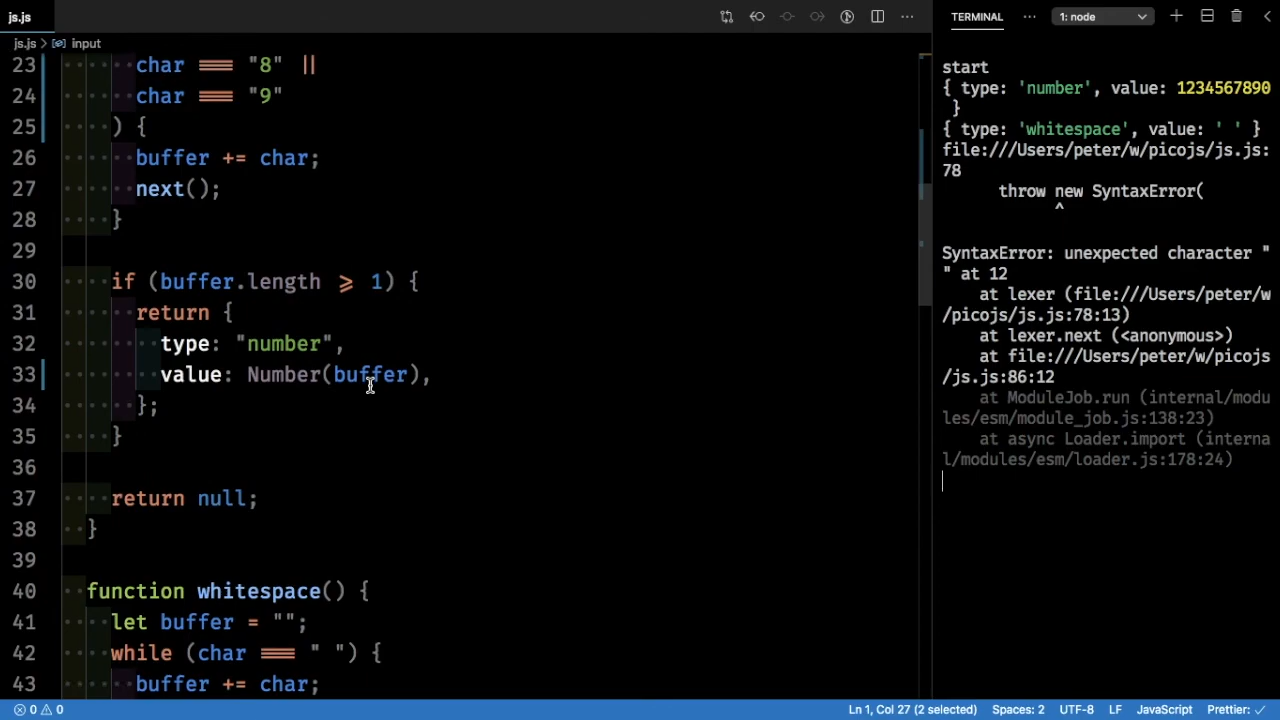 js.js
js.js > input
23 char === "8" ||
24 char === "9"
25 ) {
26 buffer += char;
27 next();
28 }
29
30 if (buffer.length >= 1) {
31 return {
32 type: "number",
33 value: Number(buffer),
34 };
35 }
36
37 return null;
38 }
39
40 function whitespace() {
41 let buffer = "";
42 while (char === " ") {
43 buffer += char;
TERMINAL ··· 1: node
start
{ type: 'number', value: 1234567890
}
{ type: 'whitespace', value: ' ' }
file:///Users/peter/w/picojs/js.js:
78
throw new SyntaxError(
^
SyntaxError: unexpected character "
" at 12
at lexer (file:///Users/peter/w
/picojs/js.js:78:13)
at lexer.next (<anonymous>)
at file:///Users/peter/w/picojs
/js.js:86:12
at ModuleJob.run (internal/modu
les/esm/module_job.js:138:23)
at async Loader.import (interna
l/modules/esm/loader.js:178:24)
0 0 Ln 1, Col 27 (2 selected) Spaces: 2 UTF-8 LF JavaScript Prettier: ✓